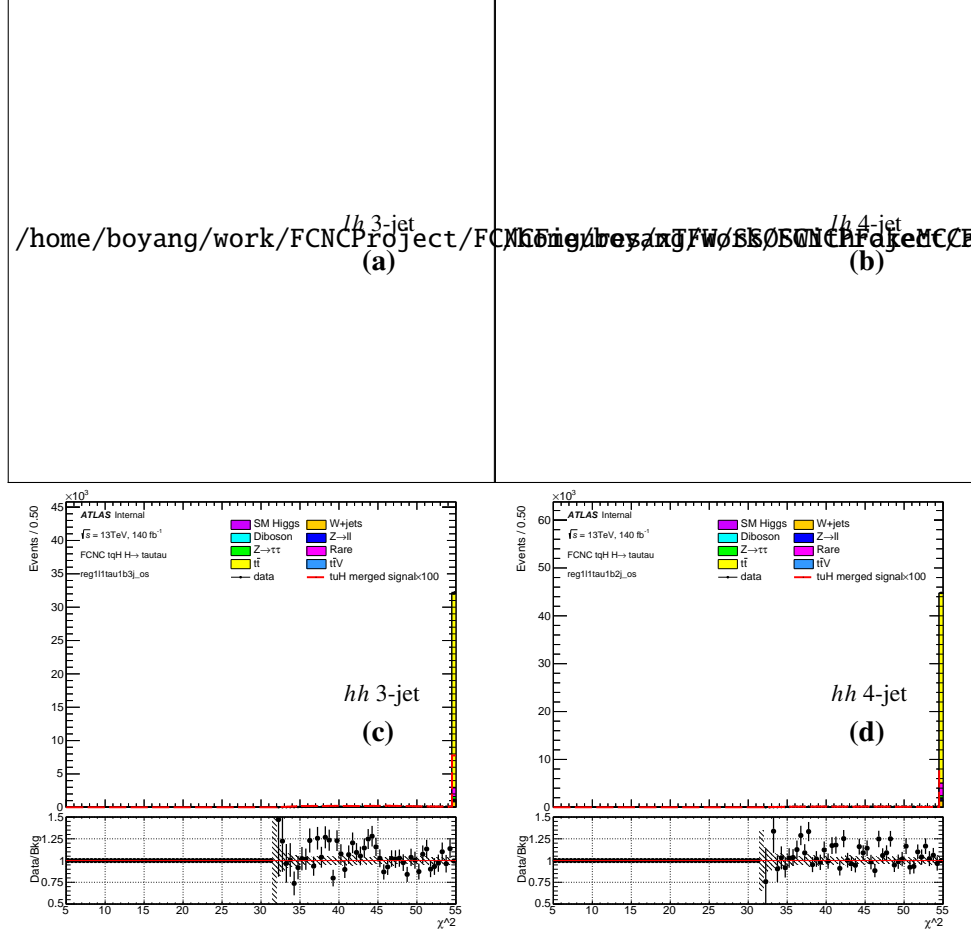 lh 3-jet
lh 4-jet
/home/boyang/work/FCNCProject/
(a)
(b)
×10³
Events / 0.50
45
40
35
30
25
20
15
10
5
0
ATLAS Internal
√s = 13TeV, 140 fb⁻¹
FCNC tqH H→ tautau
reg1l1tau1b3j_os
SM Higgs
W+jets
Diboson
Z→ll
Z→ττ
Rare
tt̄
tt̄V
data
tuH merged signal×100
hh 3-jet
(c)
Data/Bkg
1.5
1.25
1
0.75
0.5
5 10 15 20 25 30 35 40 45 50 55
χ^2
×10³
Events / 0.50
60
50
40
30
20
10
0
ATLAS Internal
√s = 13TeV, 140 fb⁻¹
FCNC tqH H→ tautau
reg1l1tau1b2j_os
SM Higgs
W+jets
Diboson
Z→ll
Z→ττ
Rare
tt̄
tt̄V
data
tuH merged signal×100
hh 4-jet
(d)
Data/Bkg
1.5
1.25
1
0.75
0.5
5 10 15 20 25 30 35 40 45 50 55
χ^2